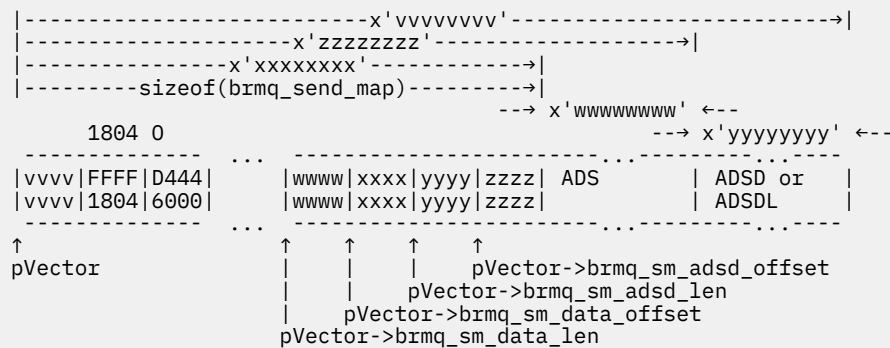 |-----------------------------x'vvvvvvvv'--------------------------→|
|----------------------x'zzzzzzzz'--------------------→|
|-----------------x'xxxxxxxx'------------→|
|---------sizeof(brmq_send_map)---------→|
--→ x'wwwwwwww' ←--
1804 O --→ x'yyyyyyyy' ←--
--------------- ... -------------------------...---------...----
|vvvv|FFFF|D444| |wwww|xxxx|yyyy|zzzz| ADS | ADSD or |
|vvvv|1804|6000| |wwww|xxxx|yyyy|zzzz| | ADSDL |
--------------- ... -------------------------...----------...----
↑ ↑ ↑ ↑ ↑
pVector | | | pVector->brmq_sm_adsd_offset
| | pVector->brmq_sm_adsd_len
| pVector->brmq_sm_data_offset
pVector->brmq_sm_data_len